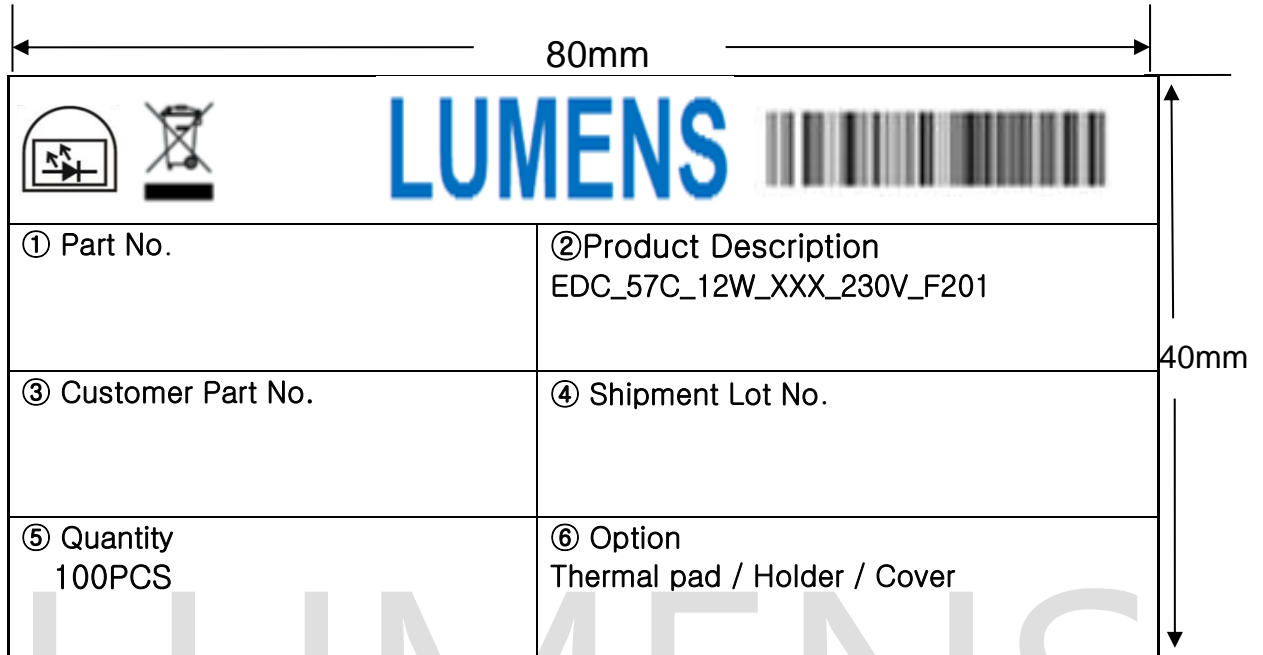 80mm
LUMENS
① Part No.
②Product Description
EDC_57C_12W_XXX_230V_F201
40mm
③ Customer Part No.
④ Shipment Lot No.
⑤ Quantity
100PCS
⑥ Option
Thermal pad / Holder / Cover
LUMENS